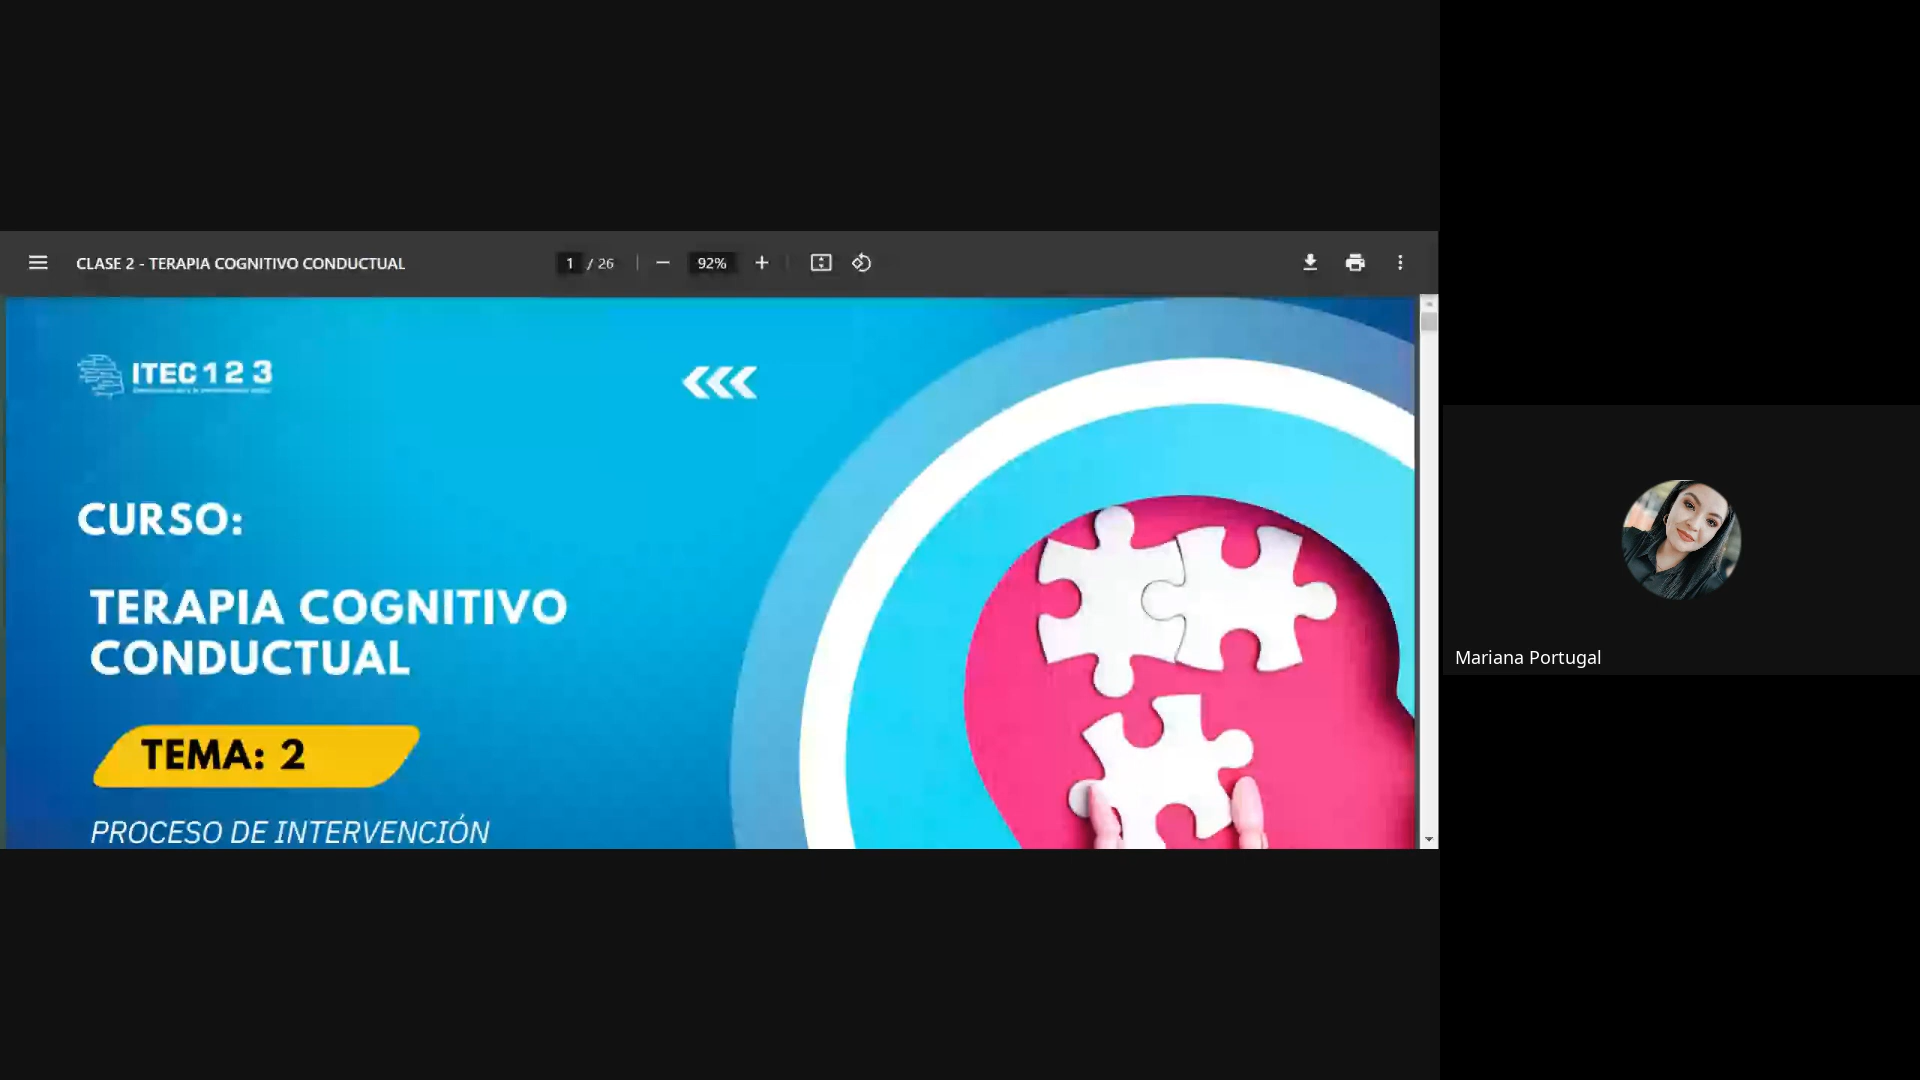 CLASE 2 - TERAPIA COGNITIVO CONDUCTUAL
1 / 26
92%
ITEC 1 2 3
CURSO:
TERAPIA COGNITIVO
CONDUCTUAL
TEMA: 2
PROCESO DE INTERVENCIÓN
Mariana Portugal